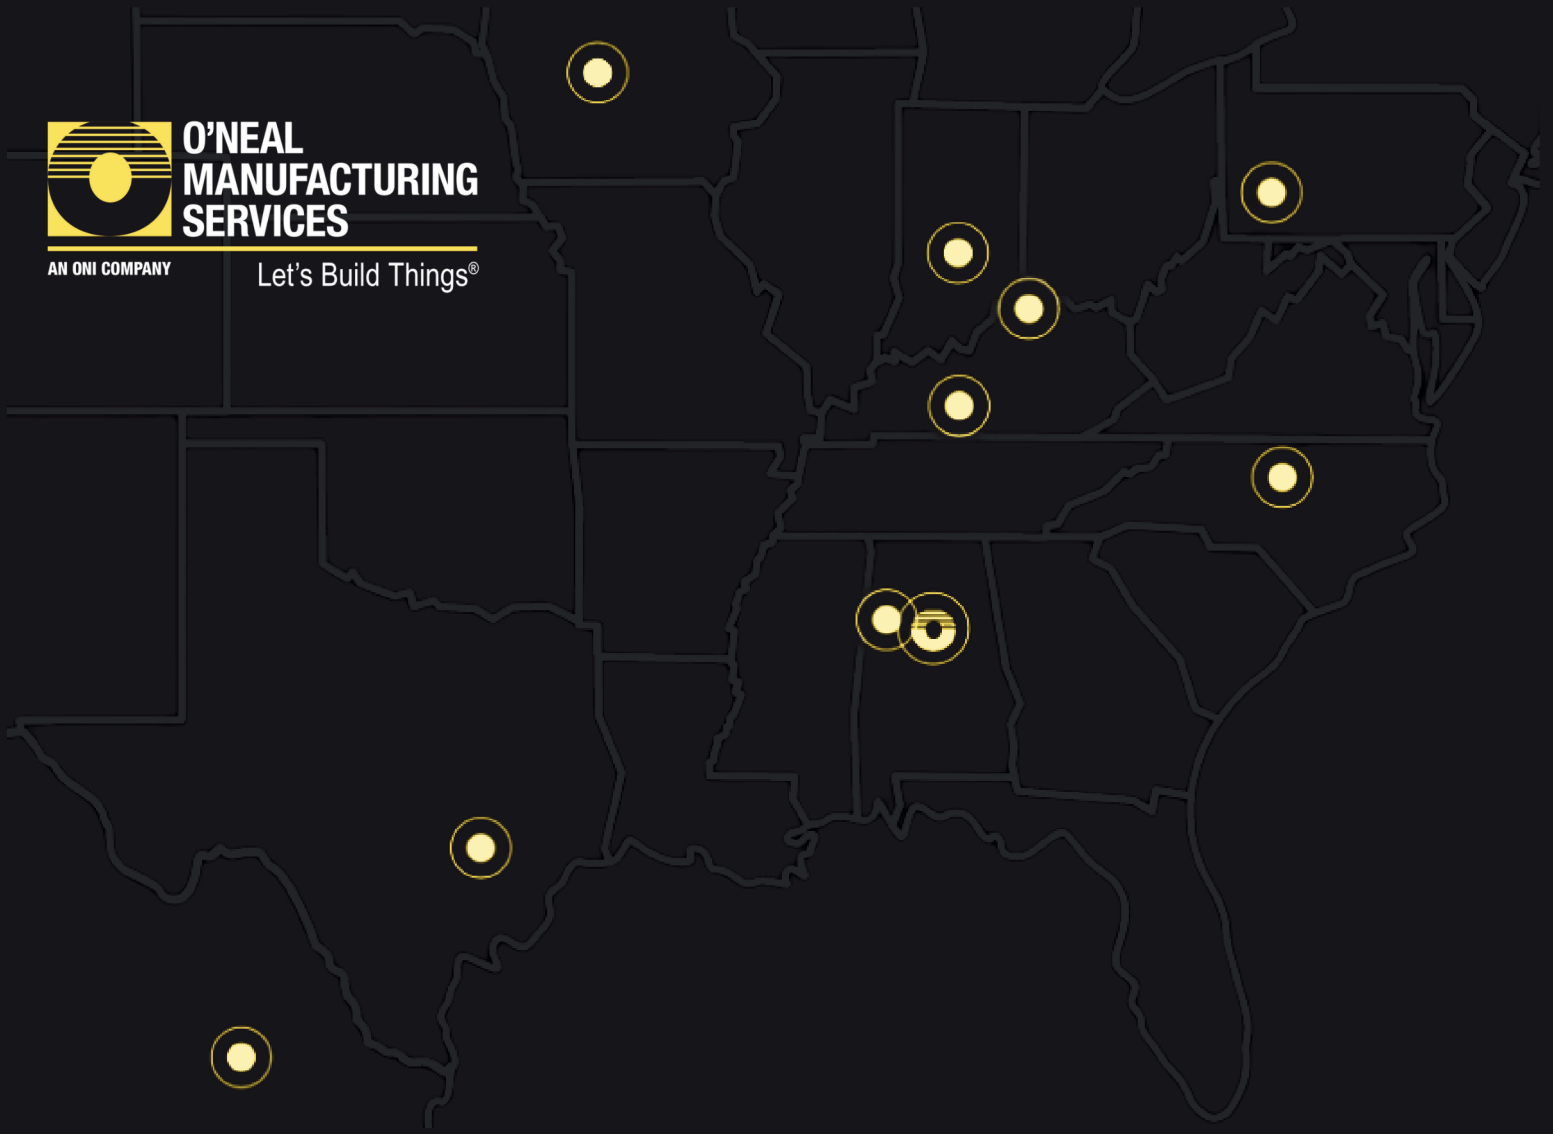 O'NEAL
MANUFACTURING
SERVICES
AN ONI COMPANY
Let's Build Things®